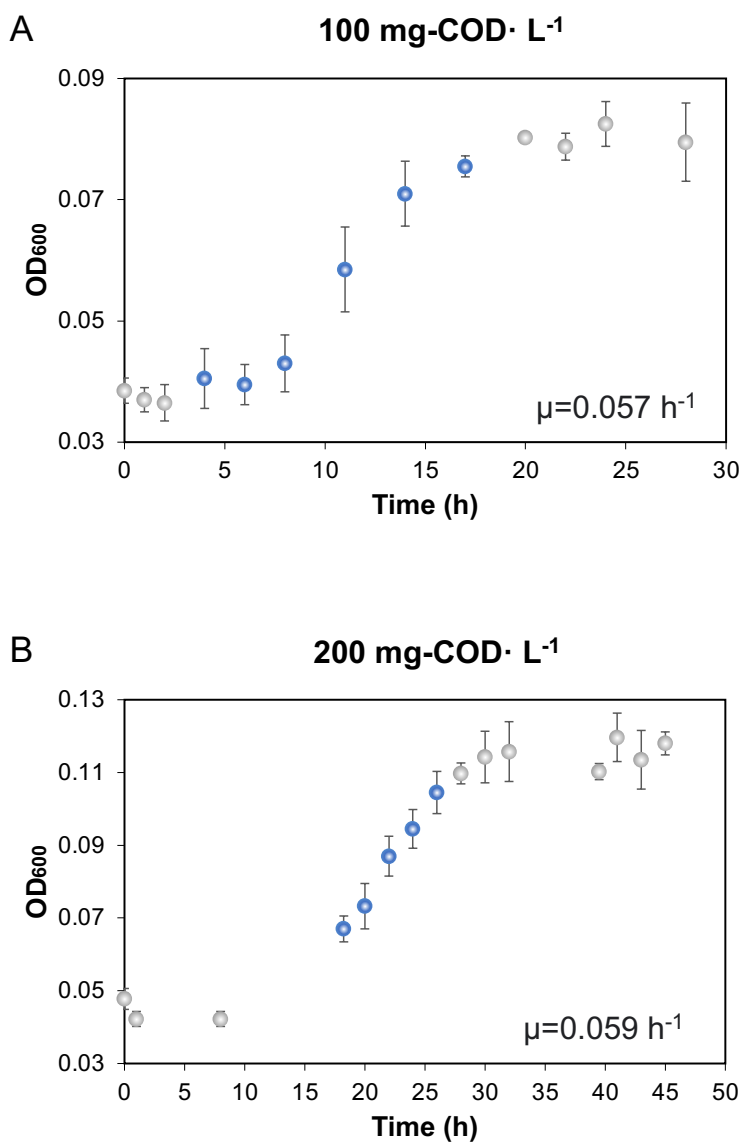 A
100 mg-COD· L-1
0.09
0.07
0.05
0.03
OD600
µ=0.057 h-1
0 5 10 15 20 25 30
Time (h)
B
200 mg-COD· L-1
0.13
0.11
0.09
0.07
0.05
0.03
OD600
µ=0.059 h-1
0 5 10 15 20 25 30 35 40 45 50
Time (h)